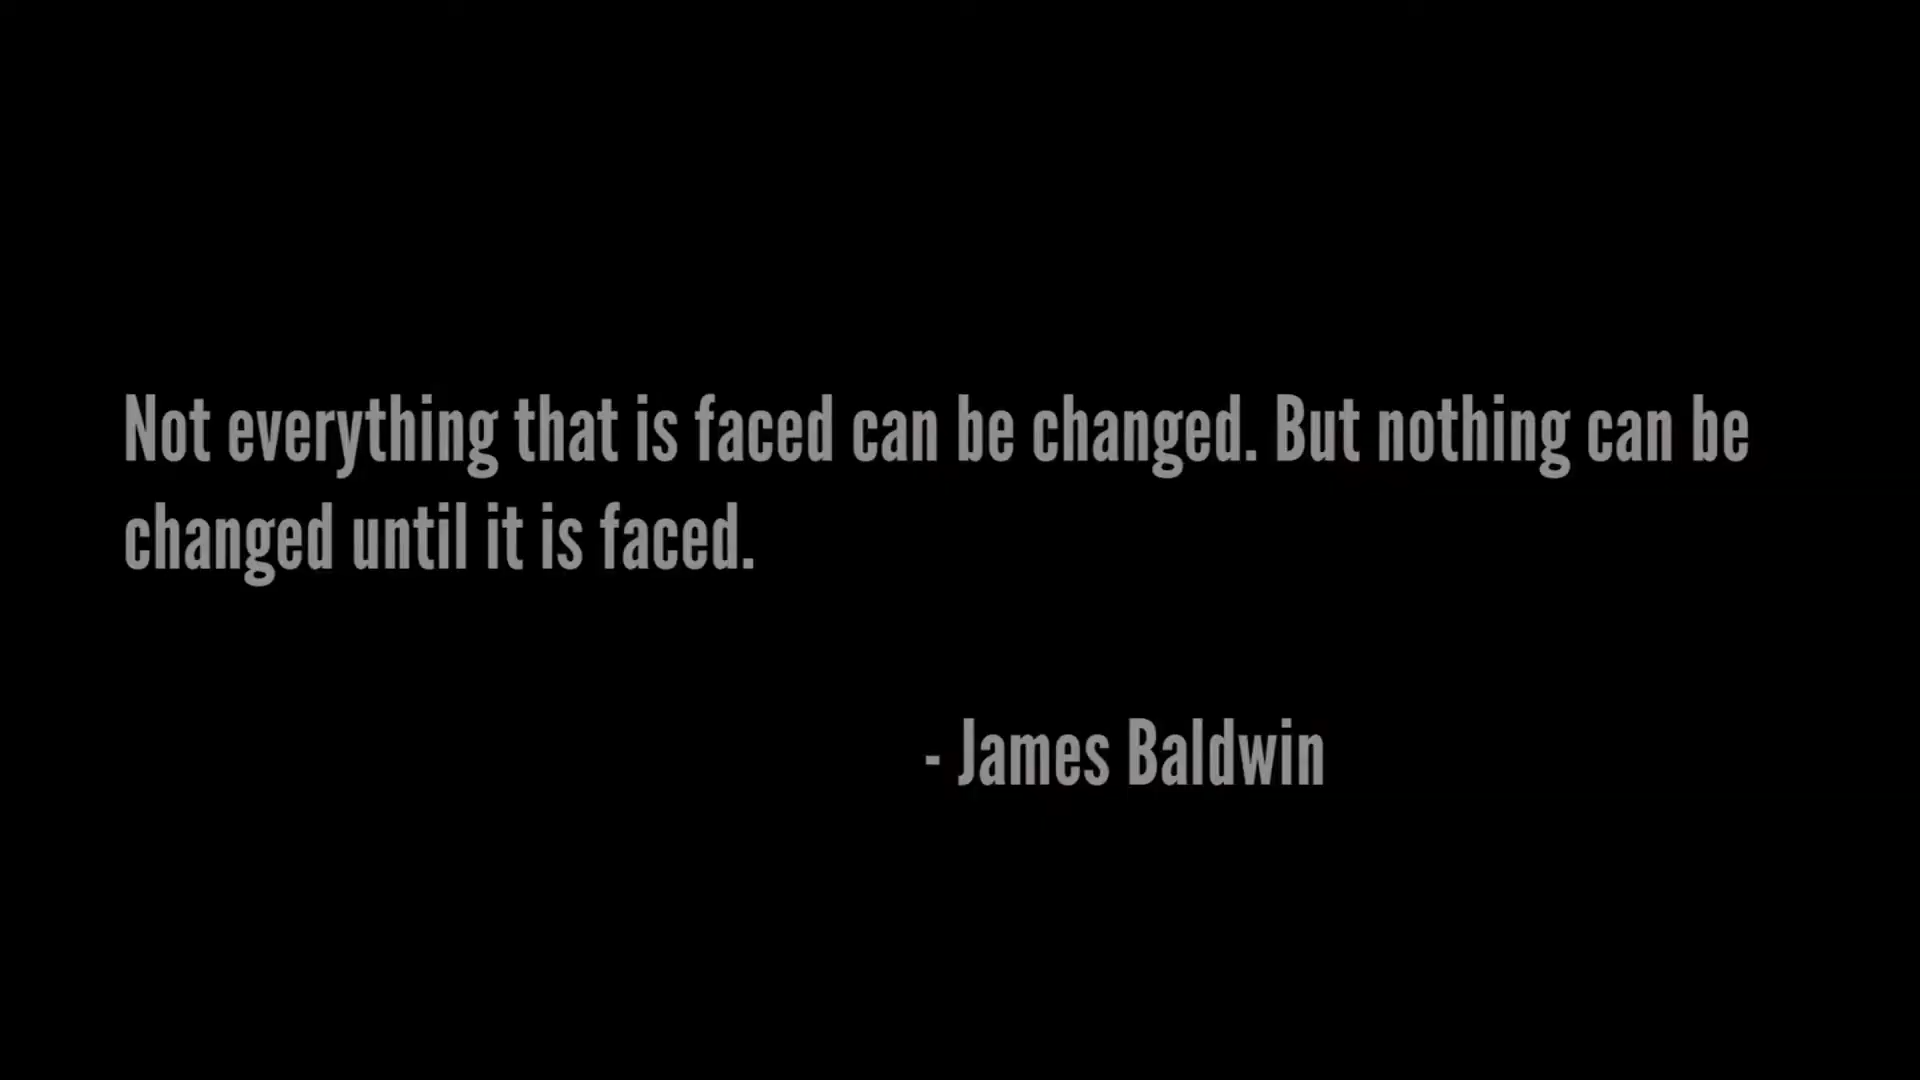 Not everything that is faced can be changed. But nothing can be
changed until it is faced.
- James Baldwin